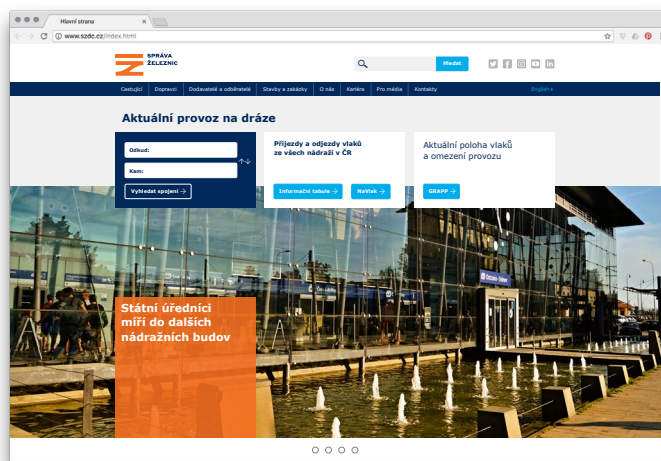 Hlavní strana
www.szdc.cz/index.html
SPRÁVA
ŽELEZNIC
Hledat
Cestující Dopravci Dodavatelé a odběratelé Stavby a zakázky O nás Kariéra Pro média Kontakty English
Aktuální provoz na dráze
Odkud:
Kam:
Vyhledat spojení →
Příjezdy a odjezdy vlaků
ze všech nádraží v ČR
Informační tabule → NaVlak →
Aktuální poloha vlaků
a omezení provozu
GRAPP →
Státní úředníci
míří do dalších
nádražních budov